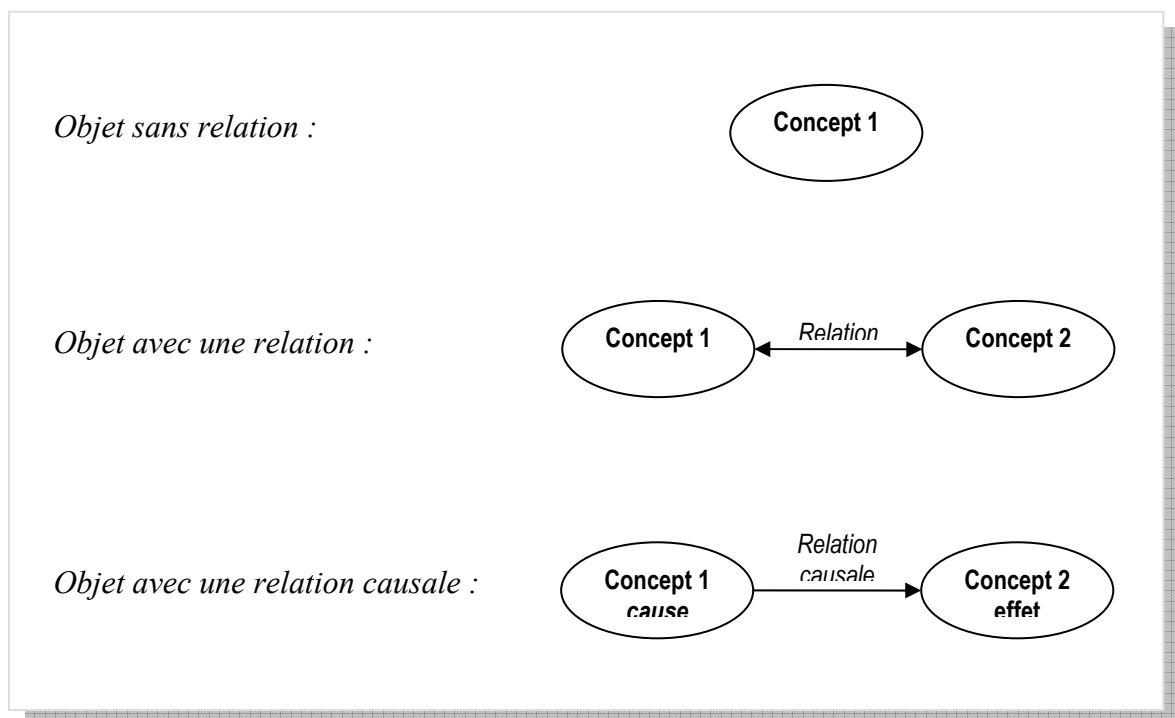 Objet sans relation :
Concept 1
Objet avec une relation :
Concept 1
Relation
Concept 2
Objet avec une relation causale :
Concept 1
cause
Relation
causale
Concept 2
effet